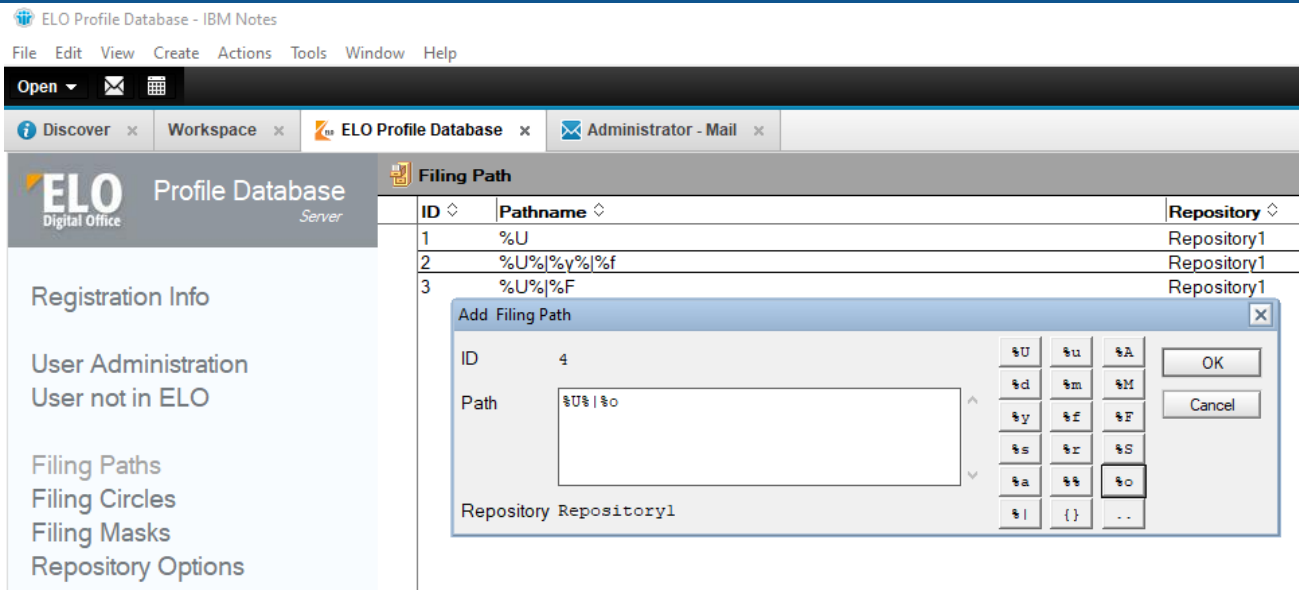 ELO Profile Database - IBM Notes
File Edit View Create Actions Tools Window Help
Open
Discover × Workspace × ELO Profile Database × Administrator - Mail ×
ELO Digital Office Profile Database Server
Filing Path
ID Pathname Repository
1 %U Repository1
2 %U%|%y%|%f Repository1
3 %U%|%F Repository1
Registration Info
User Administration
User not in ELO
Filing Paths
Filing Circles
Filing Masks
Repository Options
Add Filing Path
ID 4
Path %U%|%o
Repository Repository1
%U %u %A
%d %m %M
%y %f %F
%s %r %S
%a %% %o
%| {} ..
OK
Cancel